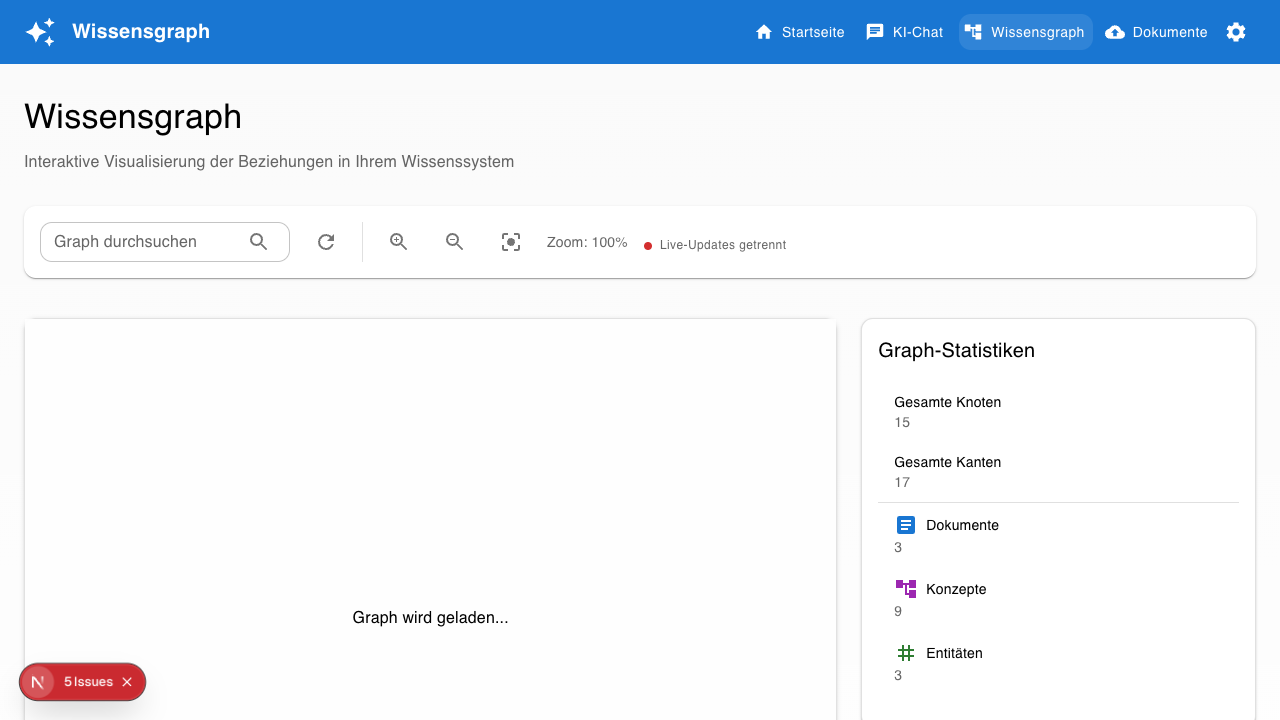 Wissensgraph
Startseite
KI-Chat
Wissensgraph
Dokumente
Wissensgraph
Interaktive Visualisierung der Beziehungen in Ihrem Wissenssystem
Graph durchsuchen
Zoom: 100%
Live-Updates getrennt
Graph wird geladen...
Graph-Statistiken
Gesamte Knoten
15
Gesamte Kanten
17
Dokumente
3
Konzepte
9
Entitäten
3
N
5 Issues